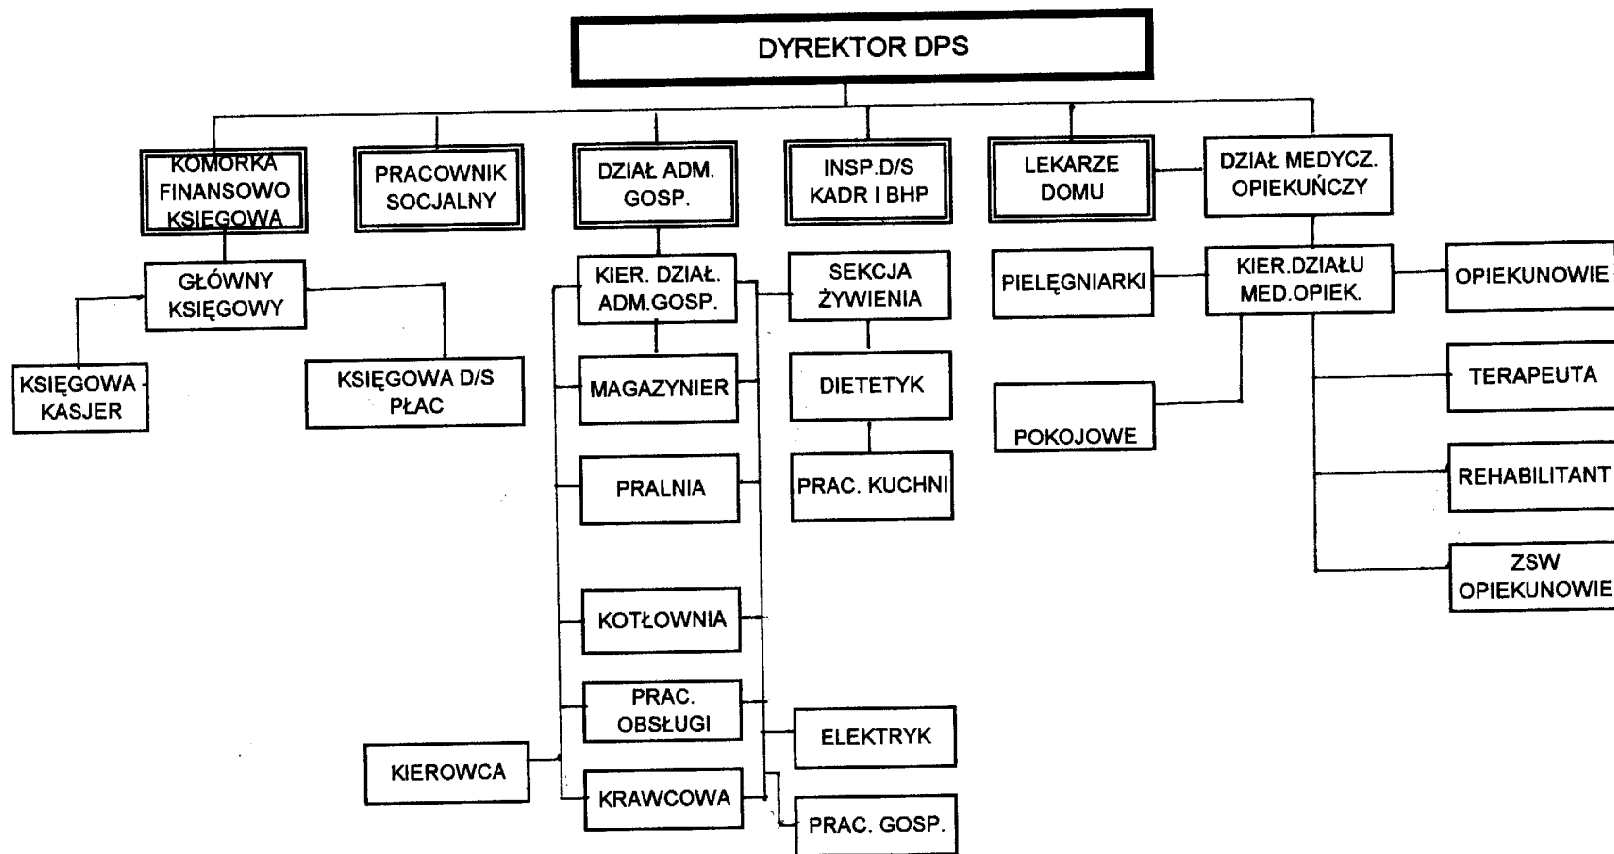 DYREKTOR DPS
KOMORKA
FINANSOWO
KSIĘGOWA
PRACOWNIK
SOCJALNY
DZIAŁ ADM.
GOSP.
INSP.D/S
KADR I BHP
LEKARZE
DOMU
DZIAŁ MEDYCZ.
OPIEKUŃCZY
GŁÓWNY
KSIĘGOWY
KIER. DZIAŁ.
ADM.GOSP.
SEKCJA
ŻYWIENIA
PIELĘGNIARKI
KIER.DZIAŁU
MED.OPIEK.
OPIEKUNOWIE
KSIĘGOWA -
KASJER
KSIĘGOWA D/S
PŁAC
MAGAZYNIER
DIETETYK
POKOJOWE
TERAPEUTA
PRALNIA
PRAC. KUCHNI
REHABILITANT
KOTŁOWNIA
ZSW
OPIEKUNOWIE
PRAC.
OBSŁUGI
ELEKTRYK
KIEROWCA
KRAWCOWA
PRAC. GOSP.